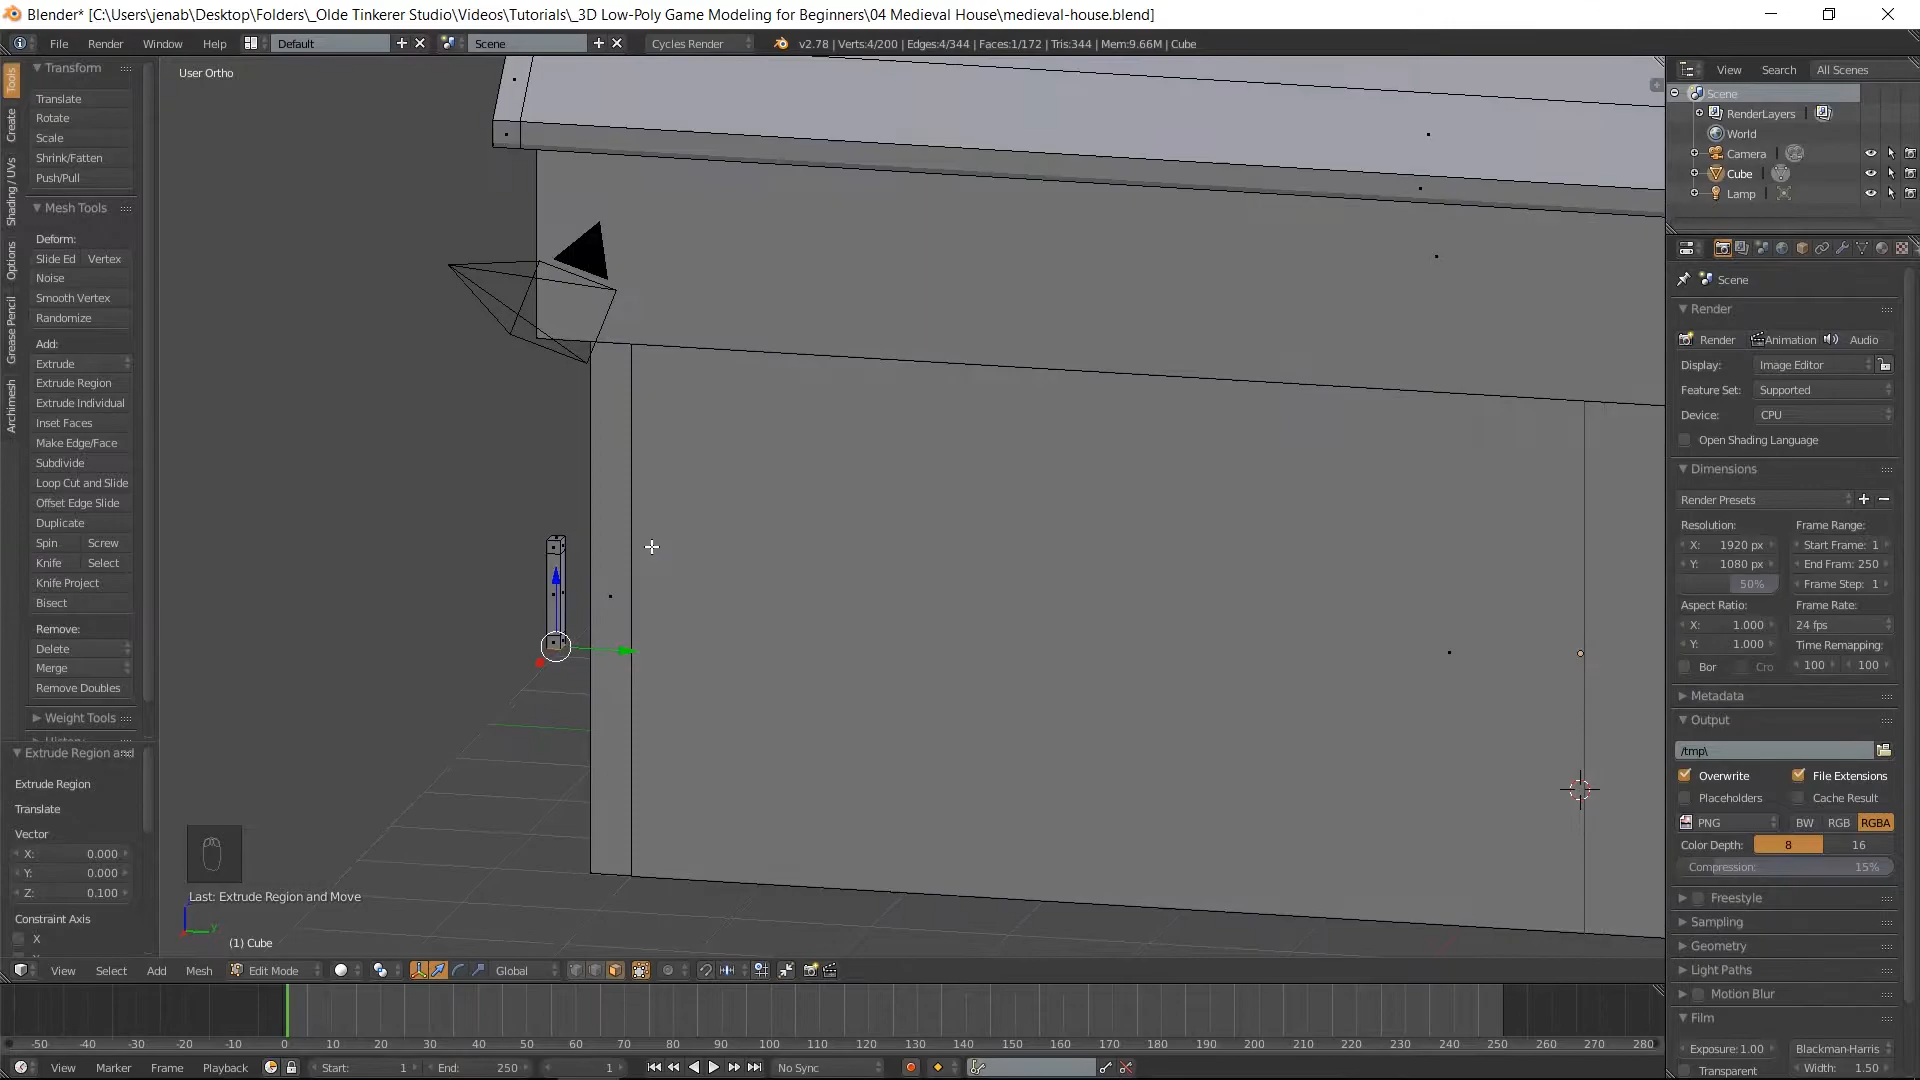 Blender* [C:\Users\jenab\Desktop\Folders\_Olde Tinkerer Studio\Videos\Tutorials\_3D Low-Poly Game Modeling for Beginners\04 Medieval House\medieval-house.blend]
File Render Window Help Default Scene Cycles Render v2.78 | Verts:4/200 | Edges:4/344 | Faces:1/172 | Tris:344 | Mem:9.66M | Cube
Tools
Create
Shading / UVs
Options
Grease Pencil
Archimesh
Transform
Translate
Rotate
Scale
Shrink/Fatten
Push/Pull
Mesh Tools
Deform:
Slide Ed Vertex
Noise
Smooth Vertex
Randomize
Add:
Extrude
Extrude Region
Extrude Individual
Inset Faces
Make Edge/Face
Subdivide
Loop Cut and Slide
Offset Edge Slide
Duplicate
Spin Screw
Knife Select
Knife Project
Bisect
Remove:
Delete
Merge
Remove Doubles
Weight Tools
Extrude Region and
Extrude Region
Translate
Vector
X: 0.000
Y: 0.000
Z: 0.100
Constraint Axis
X
User Ortho
Last: Extrude Region and Move
y
(1) Cube
View Select Add Mesh Edit Mode Global
-50 -40 -30 -20 -10 0 10 20 30 40 50 60 70 80 90 100 110 120 130 140 150 160 170 180 190 200 210 220 230 240 250 260 270 280
View Marker Frame Playback Start: 1 End: 250 1 No Sync
View Search All Scenes
Scene
RenderLayers
World
Camera
Cube
Lamp
Scene
Render
Render Animation Audio
Display: Image Editor
Feature Set: Supported
Device: CPU
Open Shading Language
Dimensions
Render Presets
Resolution: Frame Range:
X: 1920 px Start Frame: 1
Y: 1080 px End Fram: 250
50% Frame Step: 1
Aspect Ratio: Frame Rate:
X: 1.000 24 fps
Y: 1.000 Time Remapping:
Bor Cro 100 100
Metadata
Output
/tmp\
Overwrite File Extensions
Placeholders Cache Result
PNG BW RGB RGBA
Color Depth: 8 16
Compression: 15%
Freestyle
Sampling
Geometry
Light Paths
Motion Blur
Film
Exposure: 1.00 Blackman-Harris
Transparent Width: 1.50